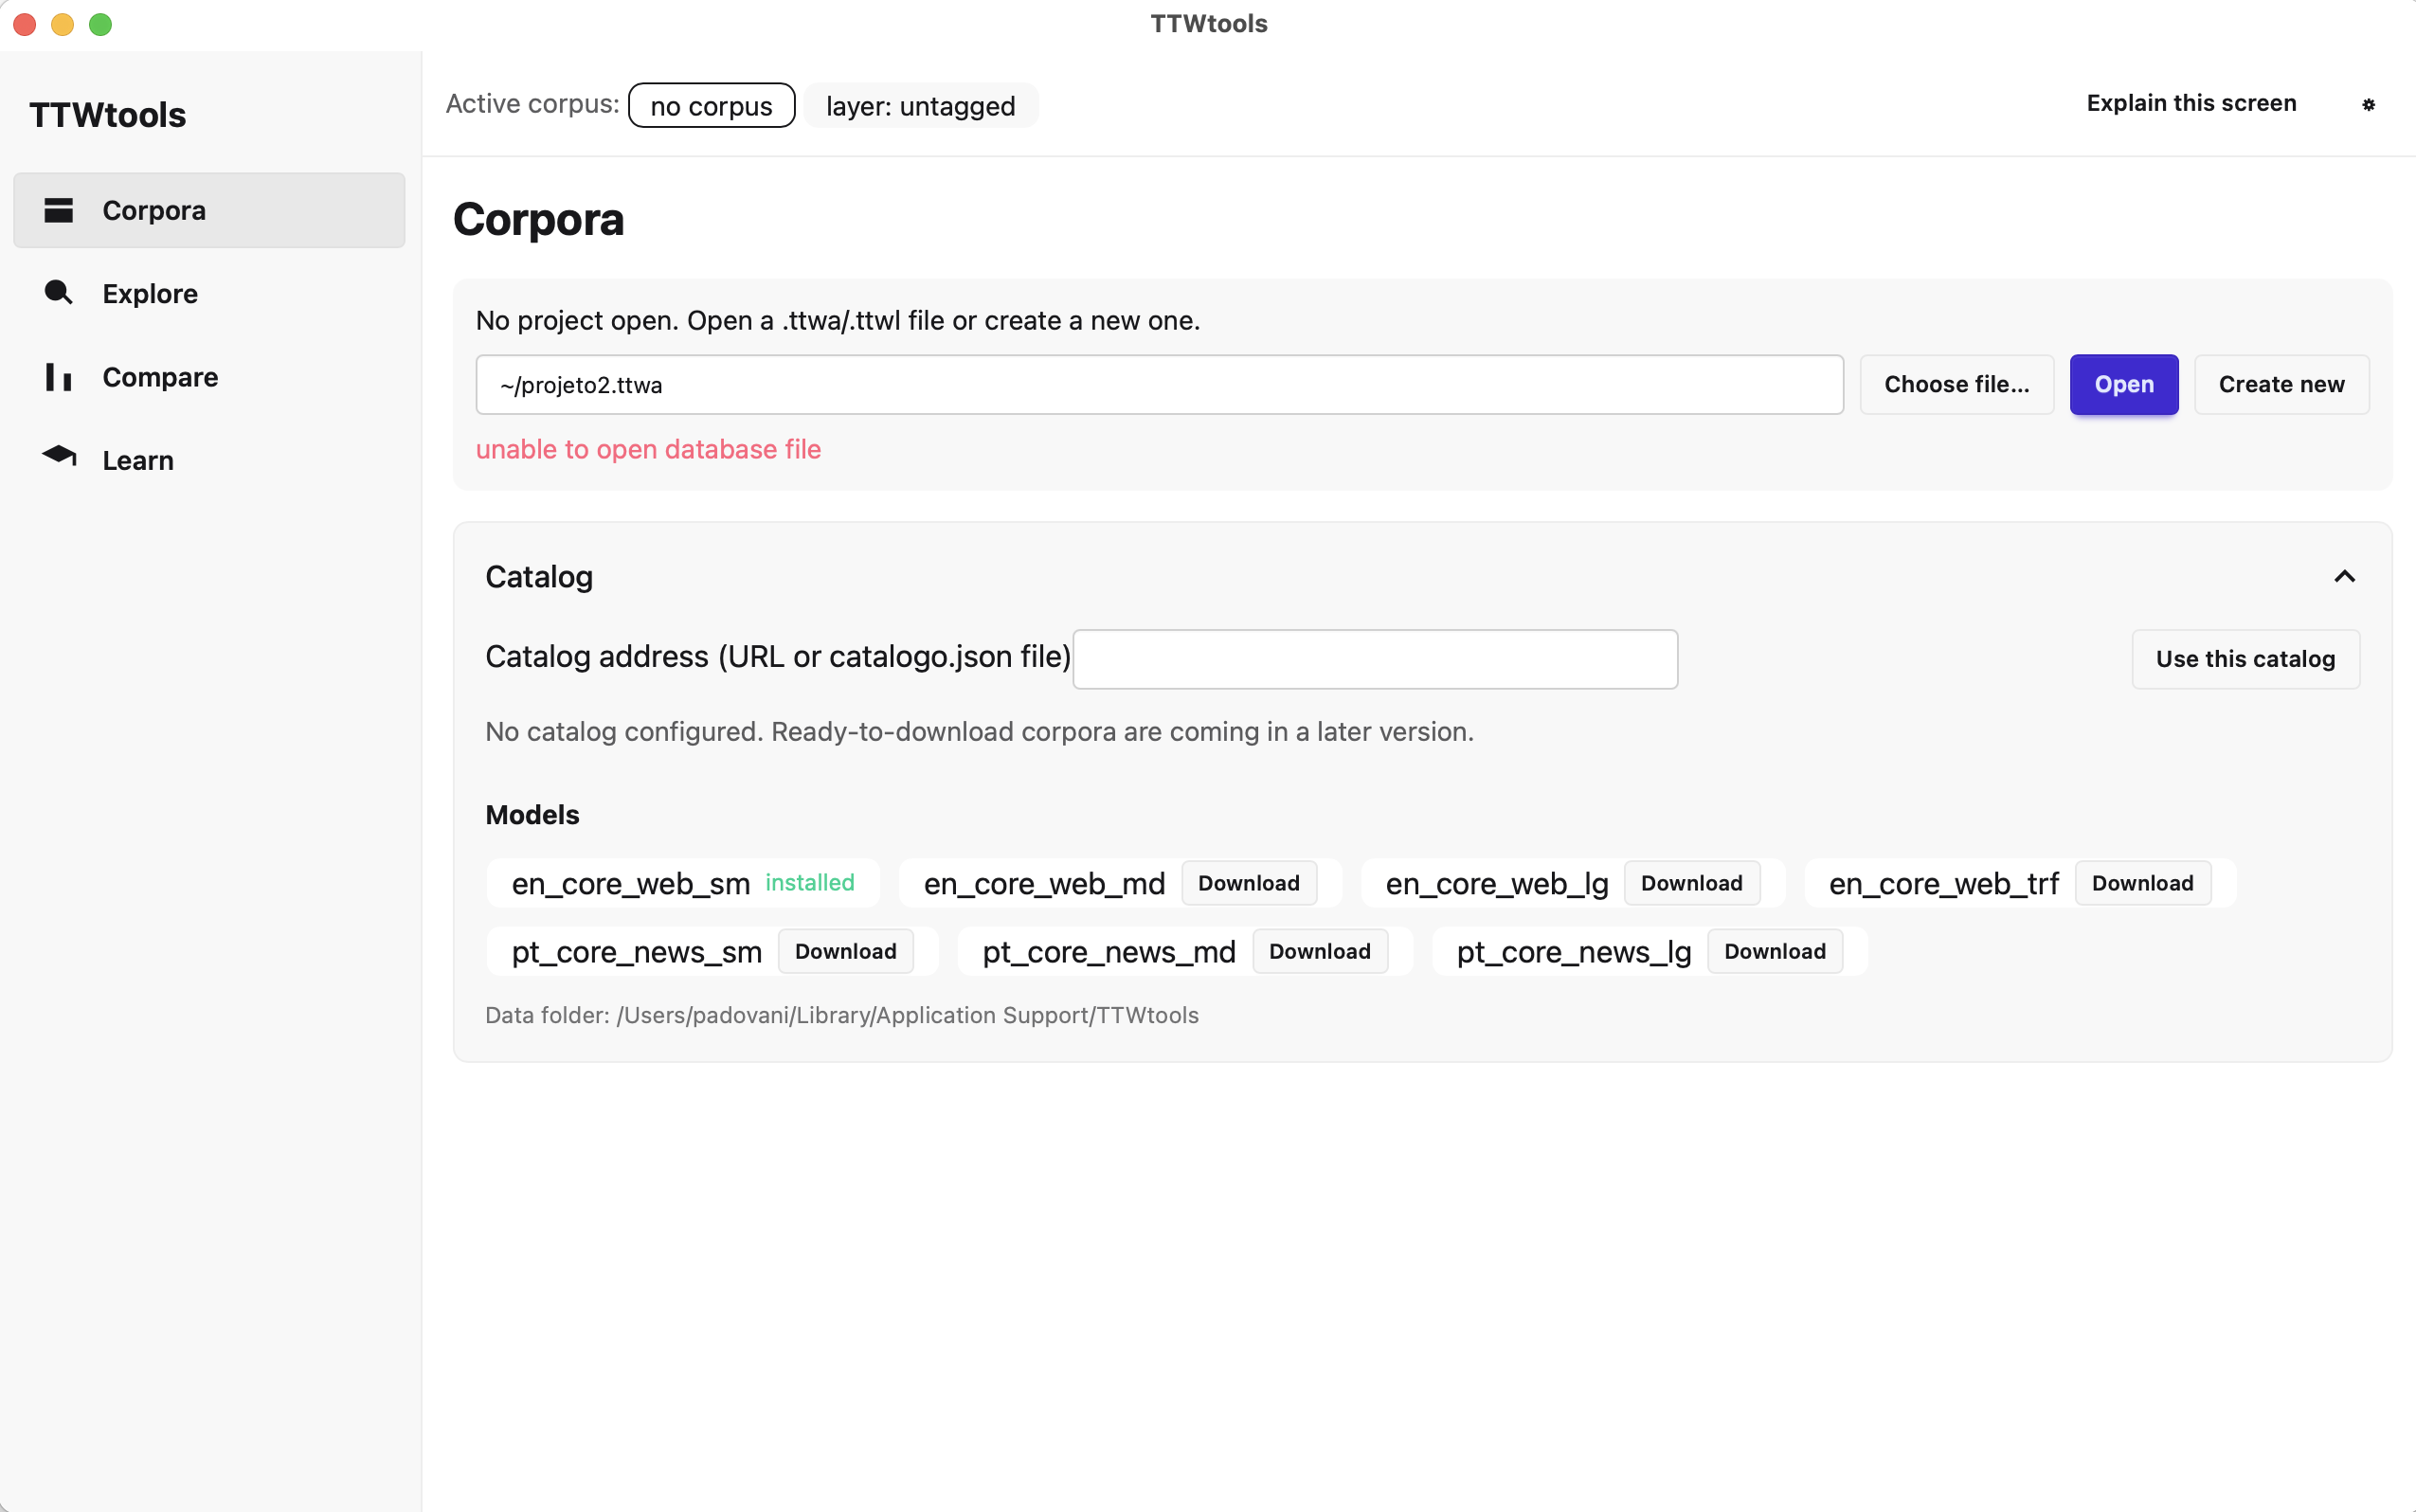 TTWtools
TTWtools
Corpora
Explore
Compare
Learn
Active corpus: no corpus layer: untagged
Explain this screen
Corpora
No project open. Open a .ttwa/.ttwl file or create a new one.
~/projeto2.ttwa Choose file... Open Create new
unable to open database file
Catalog
Catalog address (URL or catalogo.json file) Use this catalog
No catalog configured. Ready-to-download corpora are coming in a later version.
Models
en_core_web_sm installed en_core_web_md Download en_core_web_lg Download en_core_web_trf Download
pt_core_news_sm Download pt_core_news_md Download pt_core_news_lg Download
Data folder: /Users/padovani/Library/Application Support/TTWtools